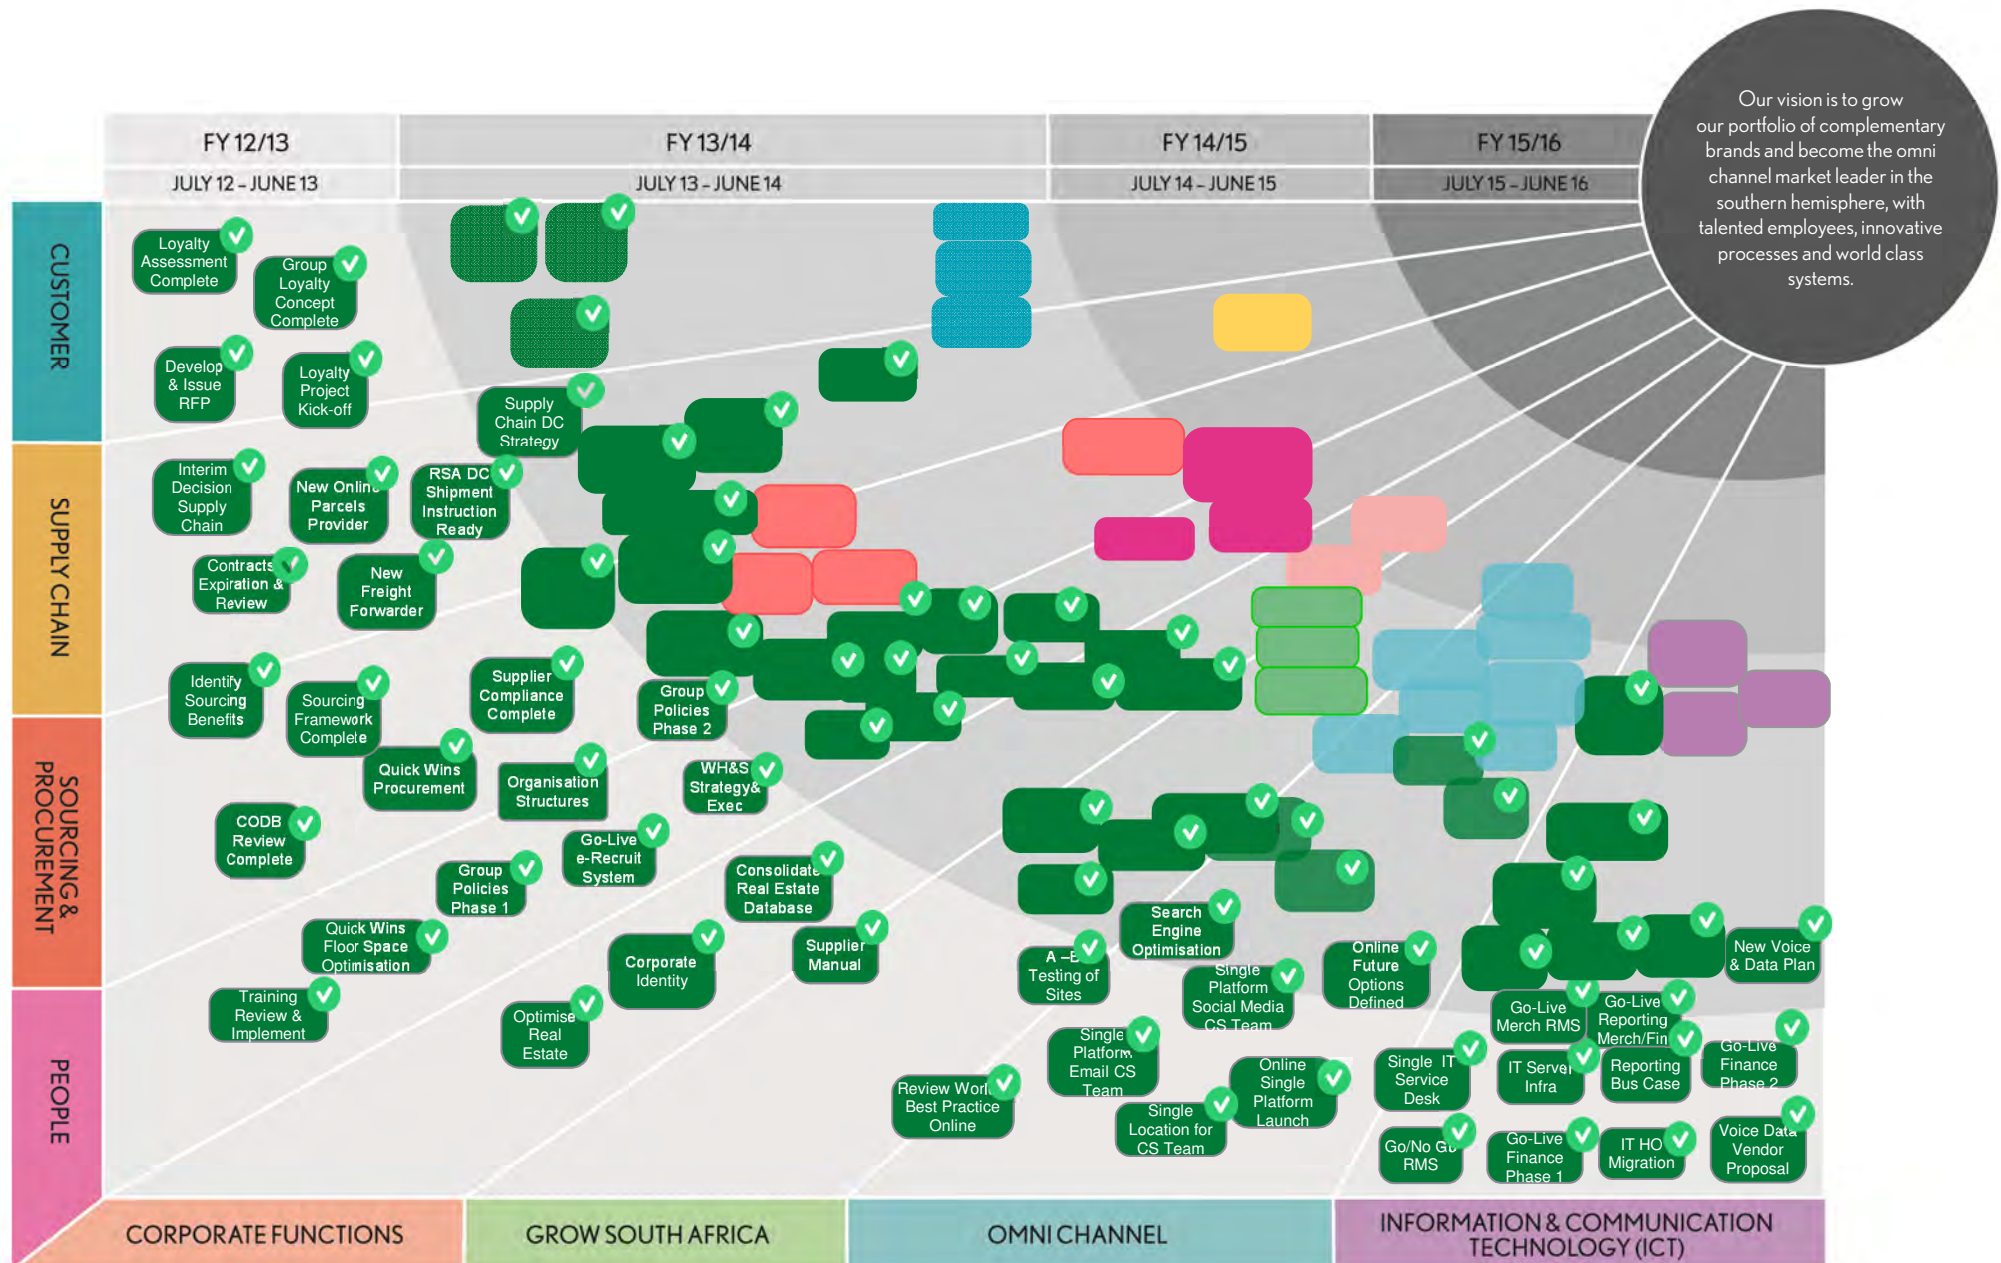 Our vision is to grow
our portfolio of complementary
brands and become the omni
channel market leader in the
southern hemisphere, with
talented employees, innovative
processes and world class
systems.
FY 12/13
FY 13/14
FY 14/15
FY 15/16
JULY 12 – JUNE 13
JULY 13 – JUNE 14
JULY 14 – JUNE 15
JULY 15 – JUNE 16
CUSTOMER
Loyalty
Assessment
Complete
Group
Loyalty
Concept
Complete
Develop
& Issue
RFP
Loyalty
Project
Kick-off
Supply
Chain DC
Strategy
SUPPLY CHAIN
Interim
Decision
Supply
Chain
New Online
Parcels
Provider
RSA DC
Shipment
Instruction
Ready
Contracts
Expiration &
Review
New
Freight
Forwarder
Identify
Sourcing
Benefits
Sourcing
Framework
Complete
Supplier
Compliance
Complete
Group
Policies
Phase 2
SOURCING &
PROCUREMENT
Quick Wins
Procurement
Organisation
Structures
WH&S
Strategy&
Exec
CODB
Review
Complete
Go-Live
e-Recruit
System
Group
Policies
Phase 1
Consolidate
Real Estate
Database
Quick Wins
Floor Space
Optimisation
Corporate
Identity
Supplier
Manual
Search
Engine
Optimisation
A –B
Testing of
Sites
Online
Future
Options
Defined
New Voice
& Data Plan
PEOPLE
Training
Review &
Implement
Optimise
Real
Estate
Single
Platform
Social Media
CS Team
Go-Live
Merch RMS
Go-Live
Reporting
Merch/Fin
Single
Platform
Email CS
Team
Online
Single
Platform
Launch
Single IT
Service
Desk
IT Server
Infra
Reporting
Bus Case
Go-Live
Finance
Phase 2
Review World
Best Practice
Online
Single
Location for
CS Team
Go/No Go
RMS
Go-Live
Finance
Phase 1
IT HO
Migration
Voice Data
Vendor
Proposal
CORPORATE FUNCTIONS
GROW SOUTH AFRICA
OMNI CHANNEL
INFORMATION & COMMUNICATION
TECHNOLOGY (ICT)